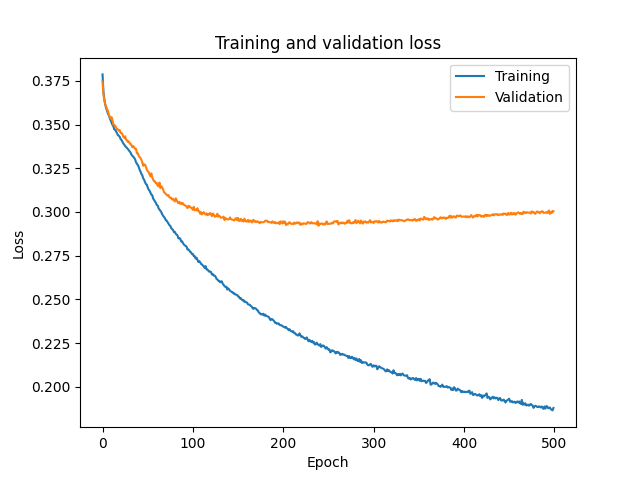 Training and validation loss
Training
Validation
0.375
0.350
0.325
0.300
0.275
0.250
0.225
0.200
Loss
0 100 200 300 400 500
Epoch